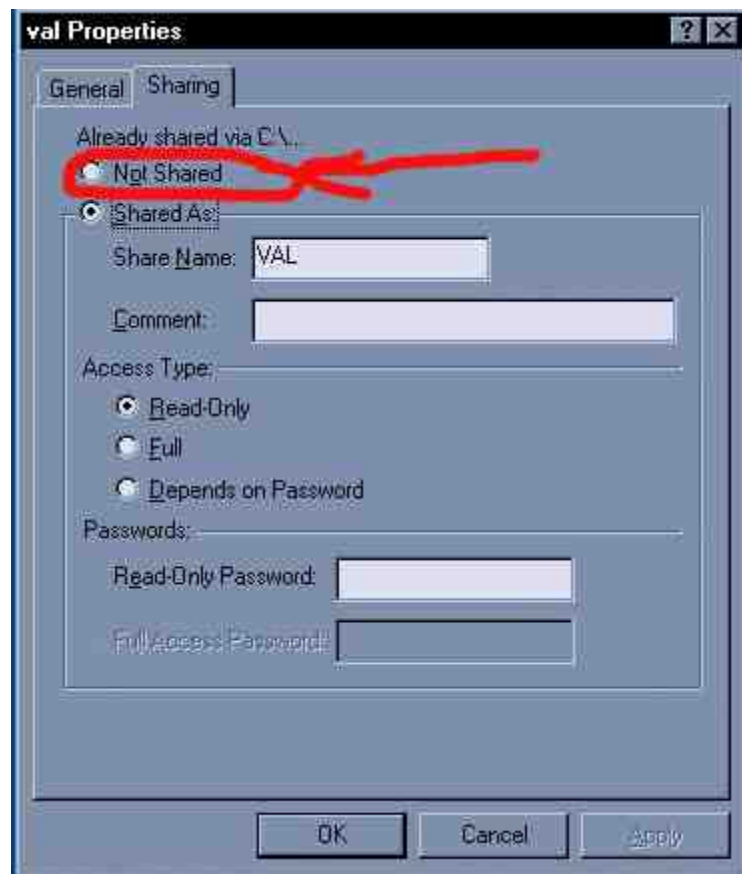 val Properties
General Sharing
Already shared via C:\..
Not Shared
Shared As:
Share Name: VAL
Comment:
Access Type:
Read-Only
Full
Depends on Password
Passwords:
Read-Only Password:
Full Access Password:
OK Cancel Apply